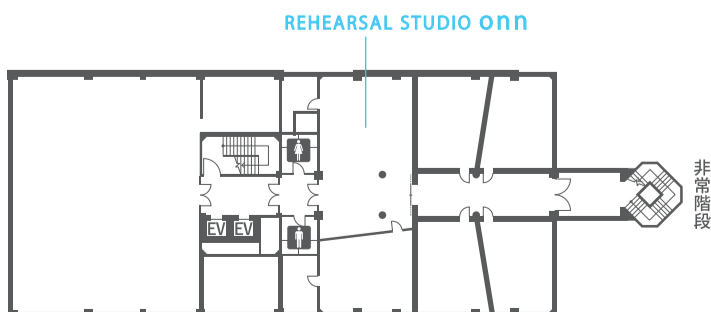 REHEARSAL STUDIO onn
EV EV
非常階段